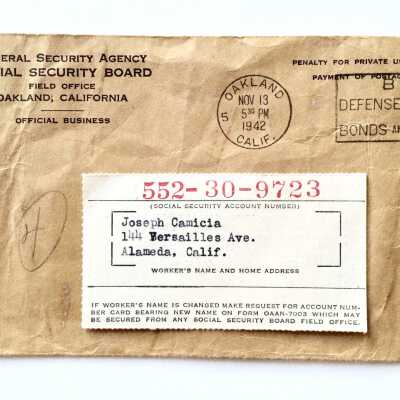 ERAL SECURITY AGENCY
IAL SECURITY BOARD
FIELD OFFICE
OAKLAND, CALIFORNIA
OFFICIAL BUSINESS
OAKLAND
NOV 13
5 30 PM
1942
CALIF.
5
PENALTY FOR PRIVATE US
PAYMENT OF POSTAG
B
DEFENSE
BONDS AN
552-30-9723
(SOCIAL SECURITY ACCOUNT NUMBER)
Joseph Camicia
144 Versailles Ave.
Alameda, Calif.
WORKER'S NAME AND HOME ADDRESS
IF WORKER'S NAME IS CHANGED MAKE REQUEST FOR ACCOUNT NUM-
BER CARD BEARING NEW NAME ON FORM OAAN-7003 WHICH MAY
BE SECURED FROM ANY SOCIAL SECURITY BOARD FIELD OFFICE.